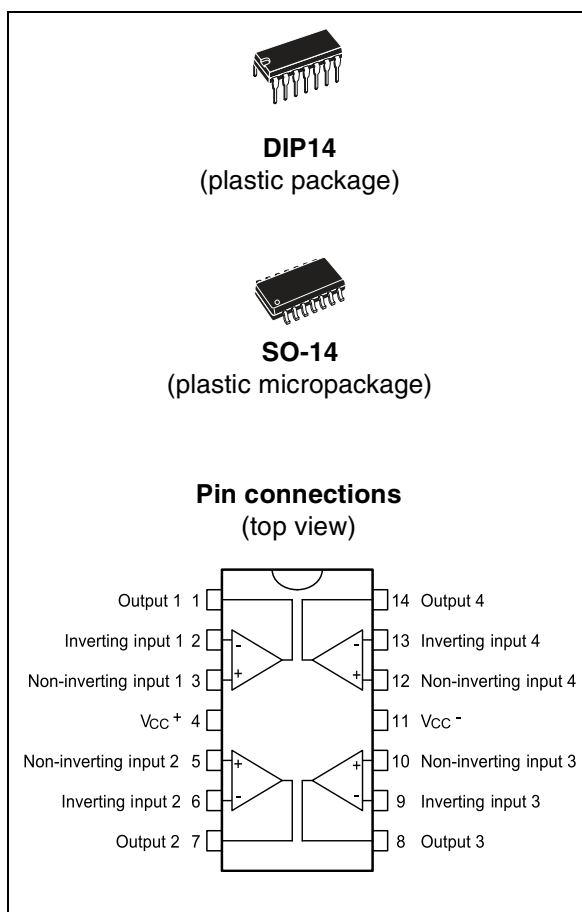 DIP14
(plastic package)
SO-14
(plastic micropackage)
Pin connections
(top view)
Output 1 1
14 Output 4
Inverting input 1 2
-
-
13 Inverting input 4
Non-inverting input 1 3
+
+
12 Non-inverting input 4
VCC + 4
11 VCC -
Non-inverting input 2 5
+
+
10 Non-inverting input 3
Inverting input 2 6
-
-
9 Inverting input 3
Output 2 7
8 Output 3